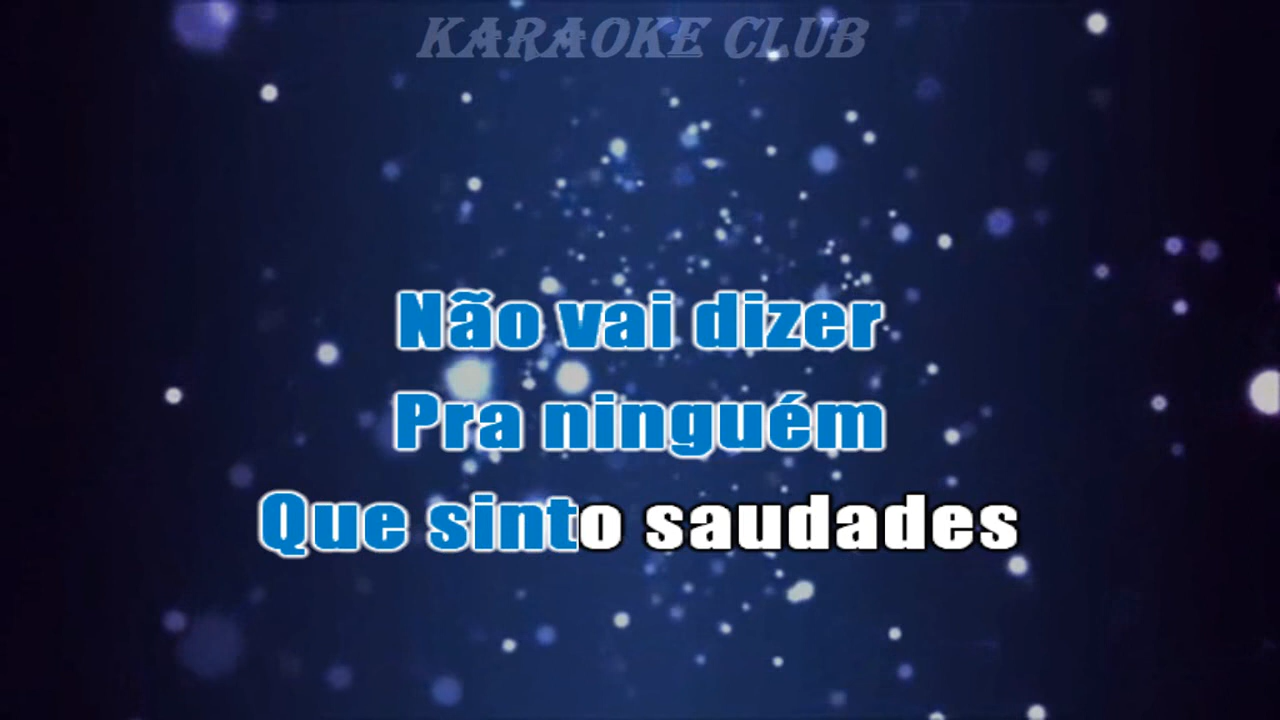 KARAOKE CLUB
Não vai dizer
Pra ninguém
Que sinto saudades